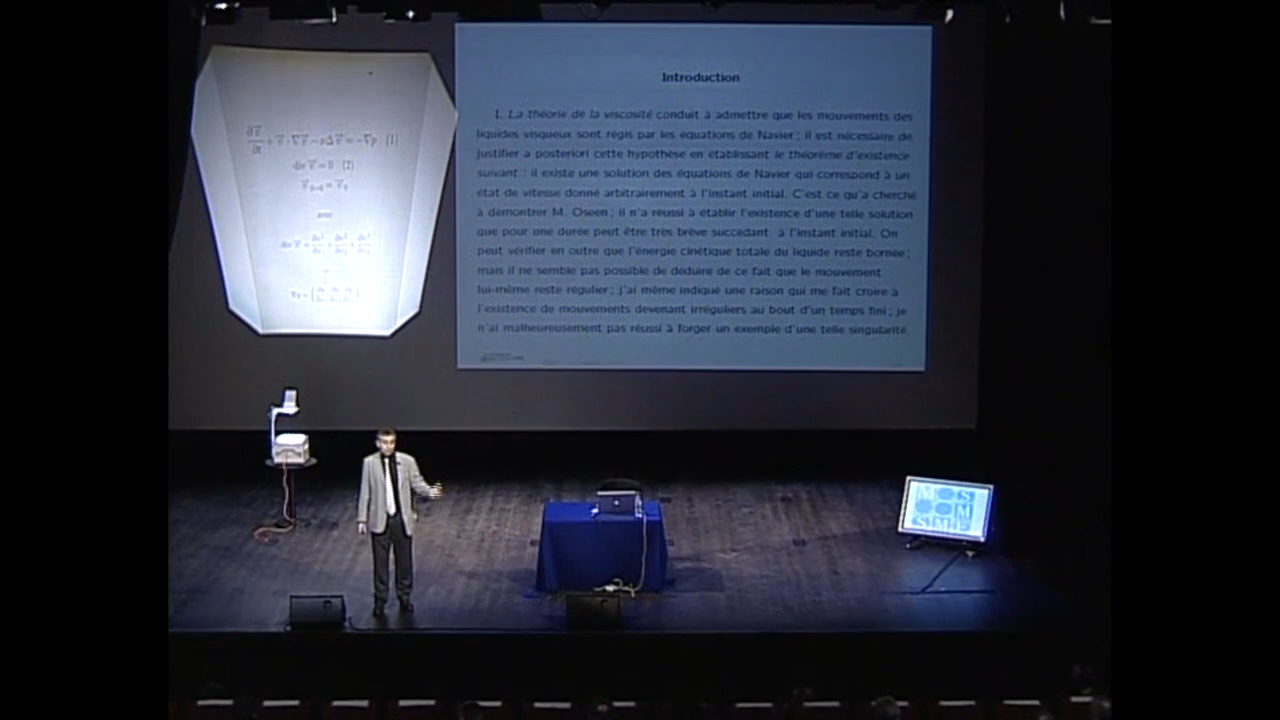 ∂v⃗/∂t + v⃗ · ∇v⃗ − ν∆v⃗ = −∇p (1)
div v⃗ = 0 (2)
v⃗|t=0 = v⃗0
avec
Introduction
1. La théorie de la viscosité conduit à admettre que les mouvements des
liquides visqueux sont régis par les équations de Navier ; il est nécessaire de
justifier a posteriori cette hypothèse en établissant le théorème d'existence
suivant : il existe une solution des équations de Navier qui correspond à un
état de vitesse donné arbitrairement à l'instant initial. C'est ce qu'a cherché
à démontrer M. Oseen ; il n'a réussi à établir l'existence d'une telle solution
que pour une durée peut être très brève succédant à l'instant initial. On
peut vérifier en outre que l'énergie cinétique totale du liquide reste bornée ;
mais il ne semble pas possible de déduire de ce fait que le mouvement
lui-même reste régulier ; j'ai même indiqué une raison qui me fait croire à
l'existence de mouvements devenant irréguliers au bout d'un temps fini ; je
n'ai malheureusement pas réussi à forger un exemple d'une telle singularité